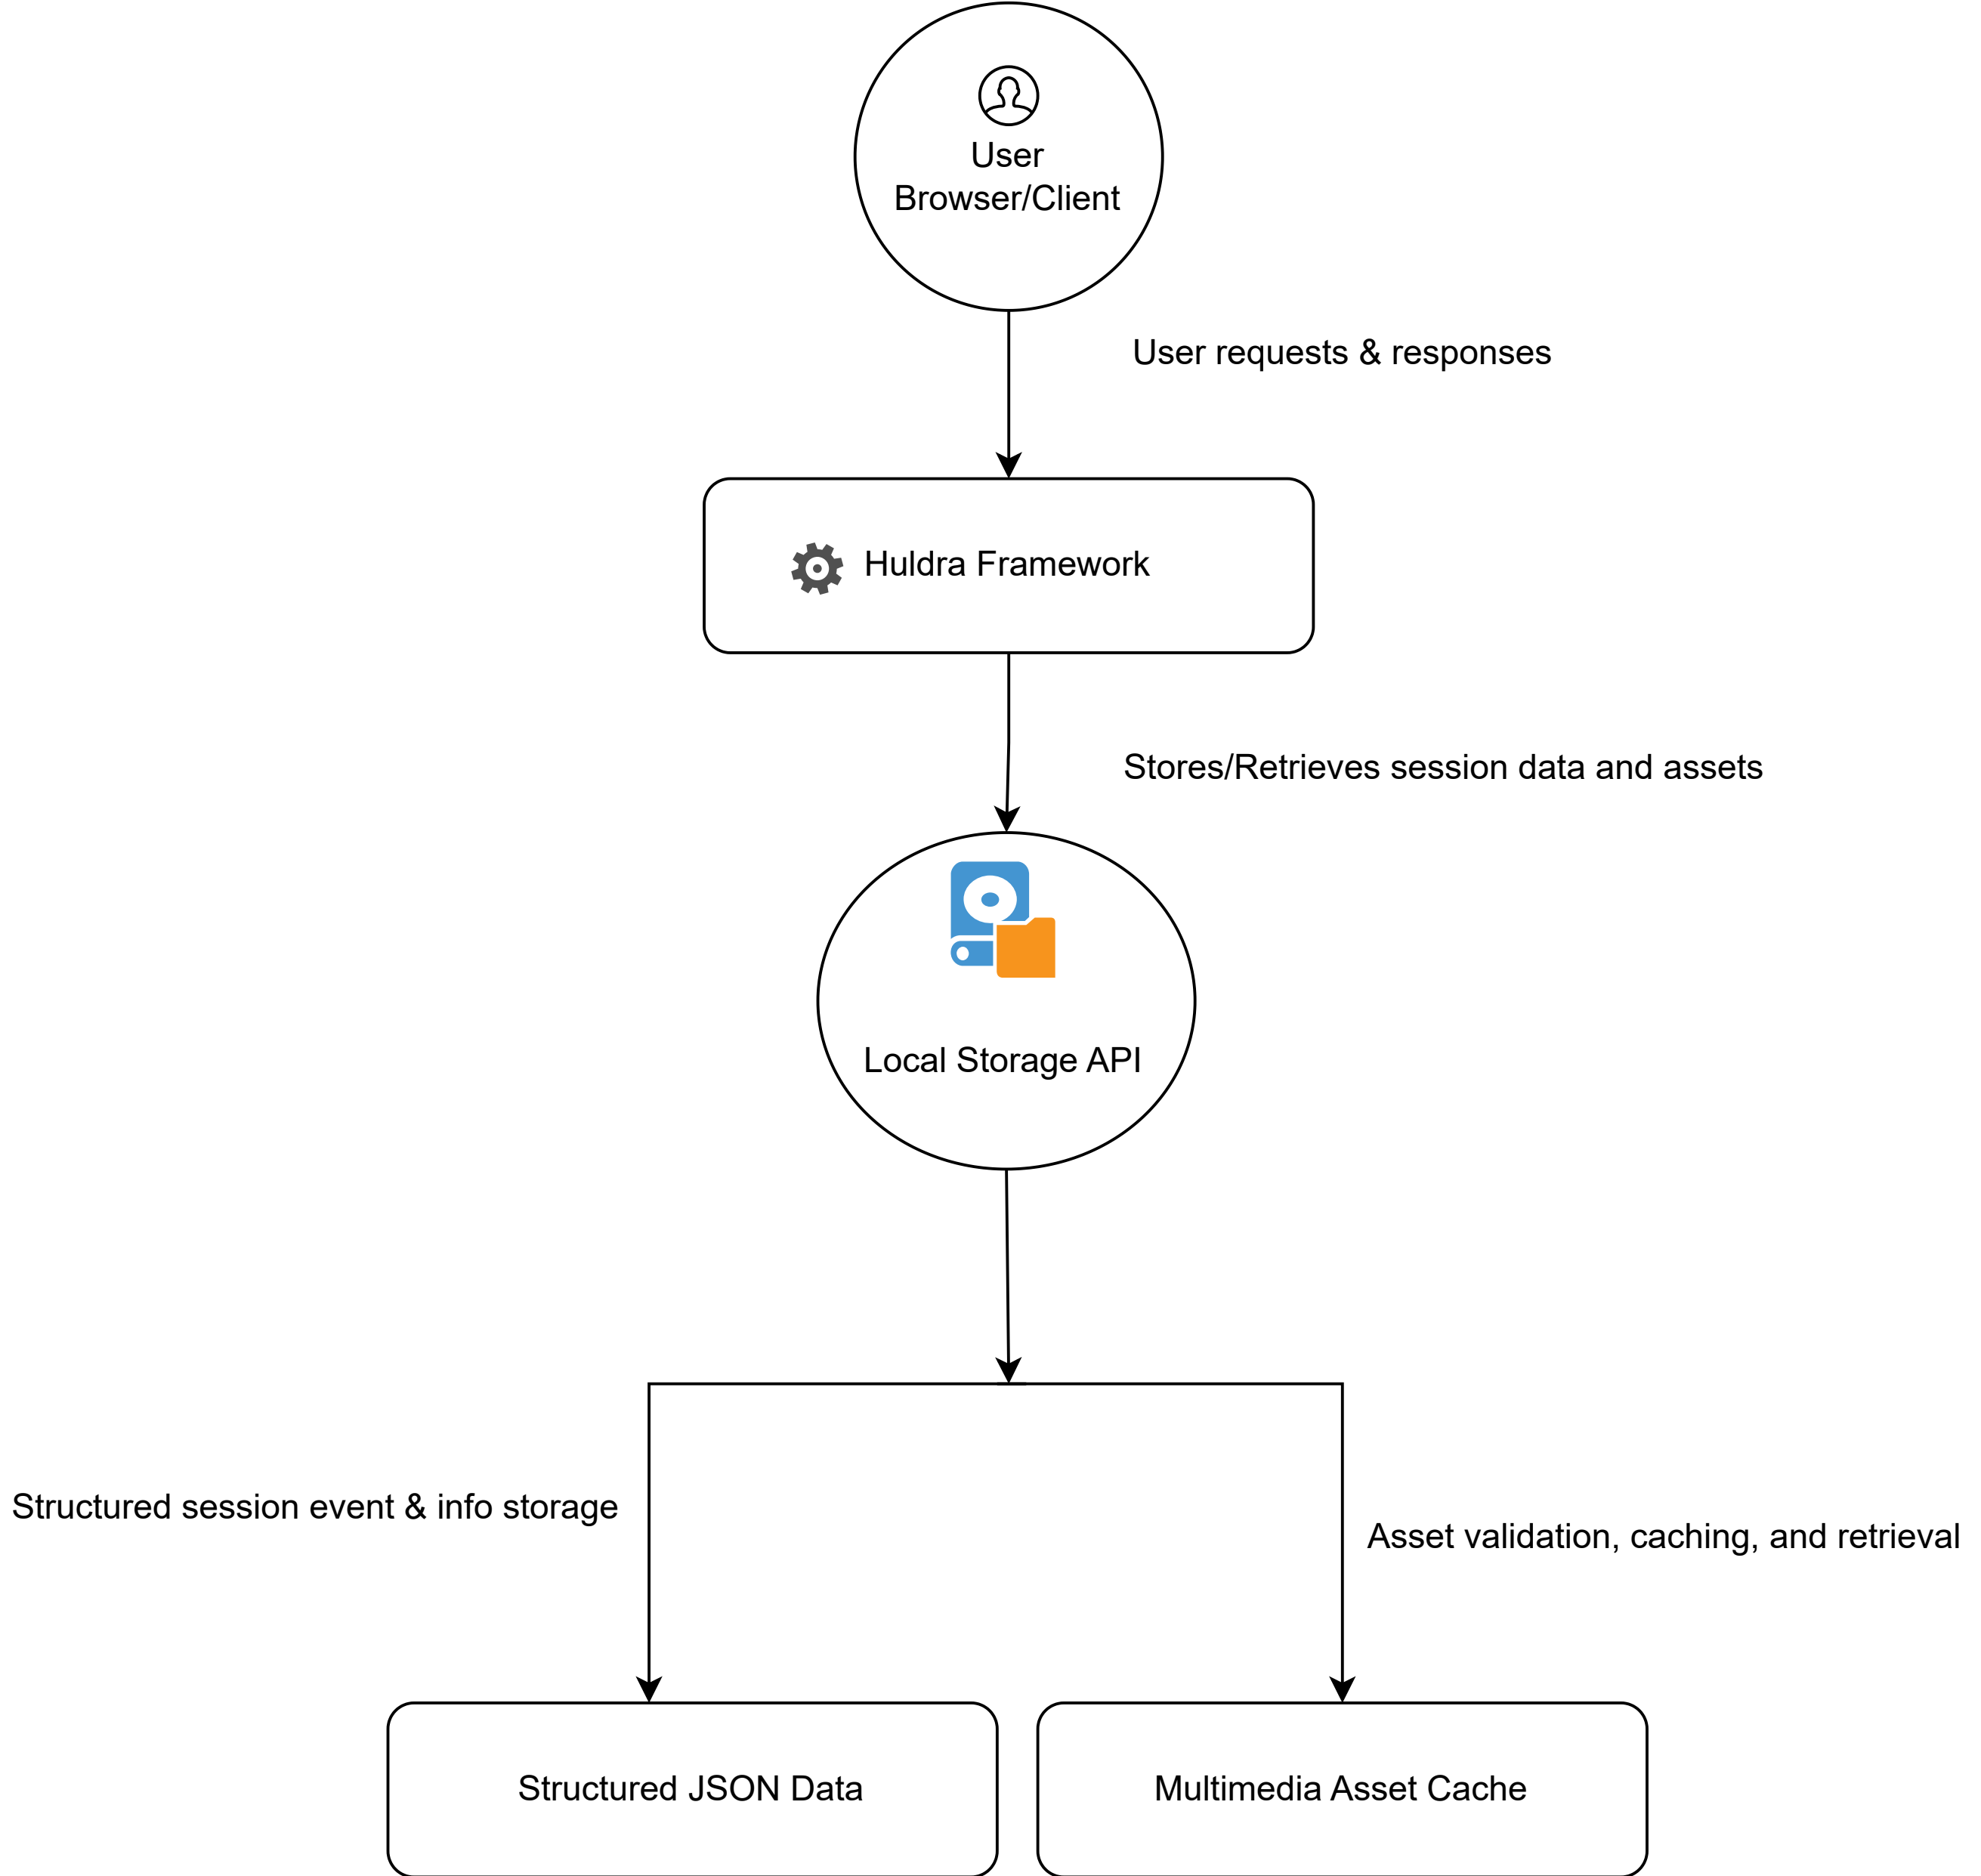 User
Browser/Client
User requests & responses
Huldra Framework
Stores/Retrieves session data and assets
Local Storage API
Structured session event & info storage
Asset validation, caching, and retrieval
Structured JSON Data
Multimedia Asset Cache